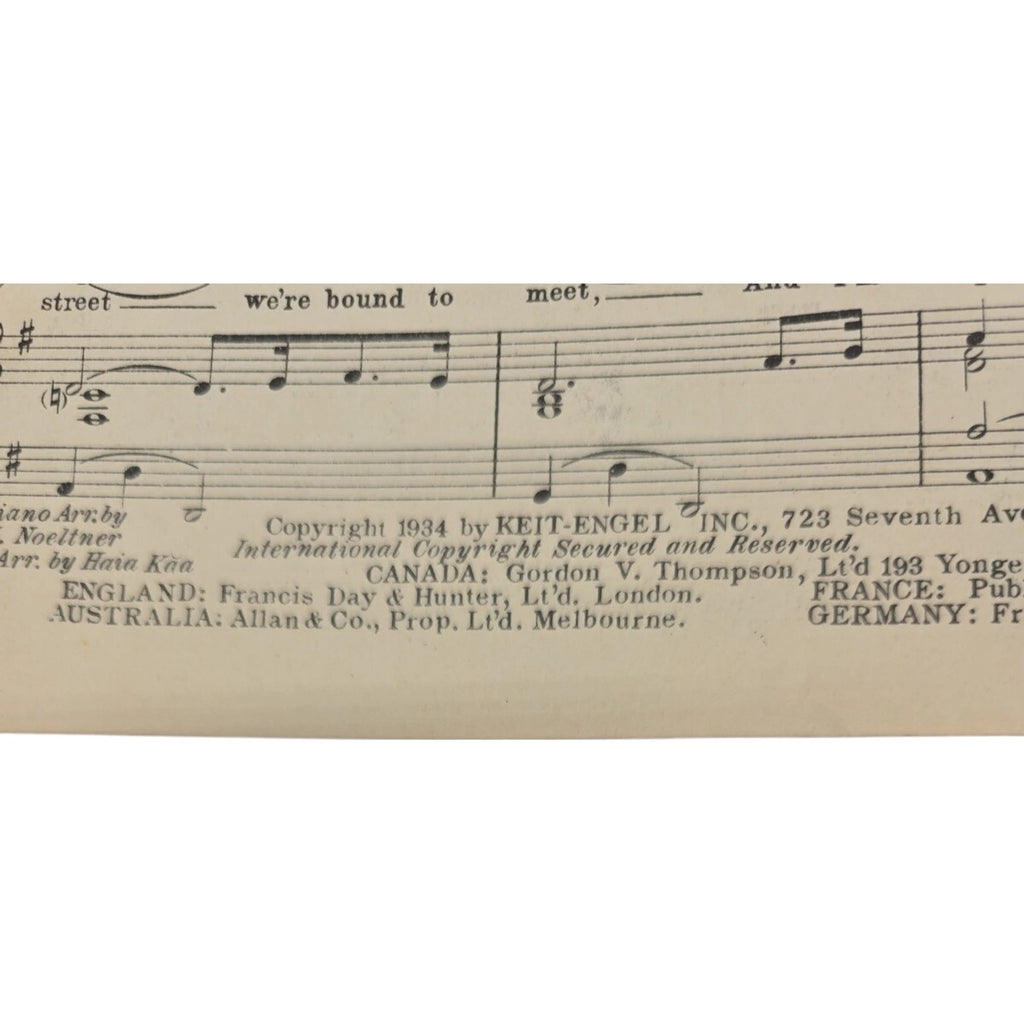 street we're bound to meet,
iano Arr. by
. Noeltner
Arr. by Haia Kaa
Copyright 1934 by KEIT-ENGEL INC., 723 Seventh Ave
International Copyright Secured and Reserved.
CANADA: Gordon V. Thompson, Lt'd 193 Yonge
ENGLAND: Francis Day & Hunter, Lt'd. London. FRANCE: Pub
AUSTRALIA: Allan & Co., Prop. Lt'd. Melbourne. GERMANY: Fr